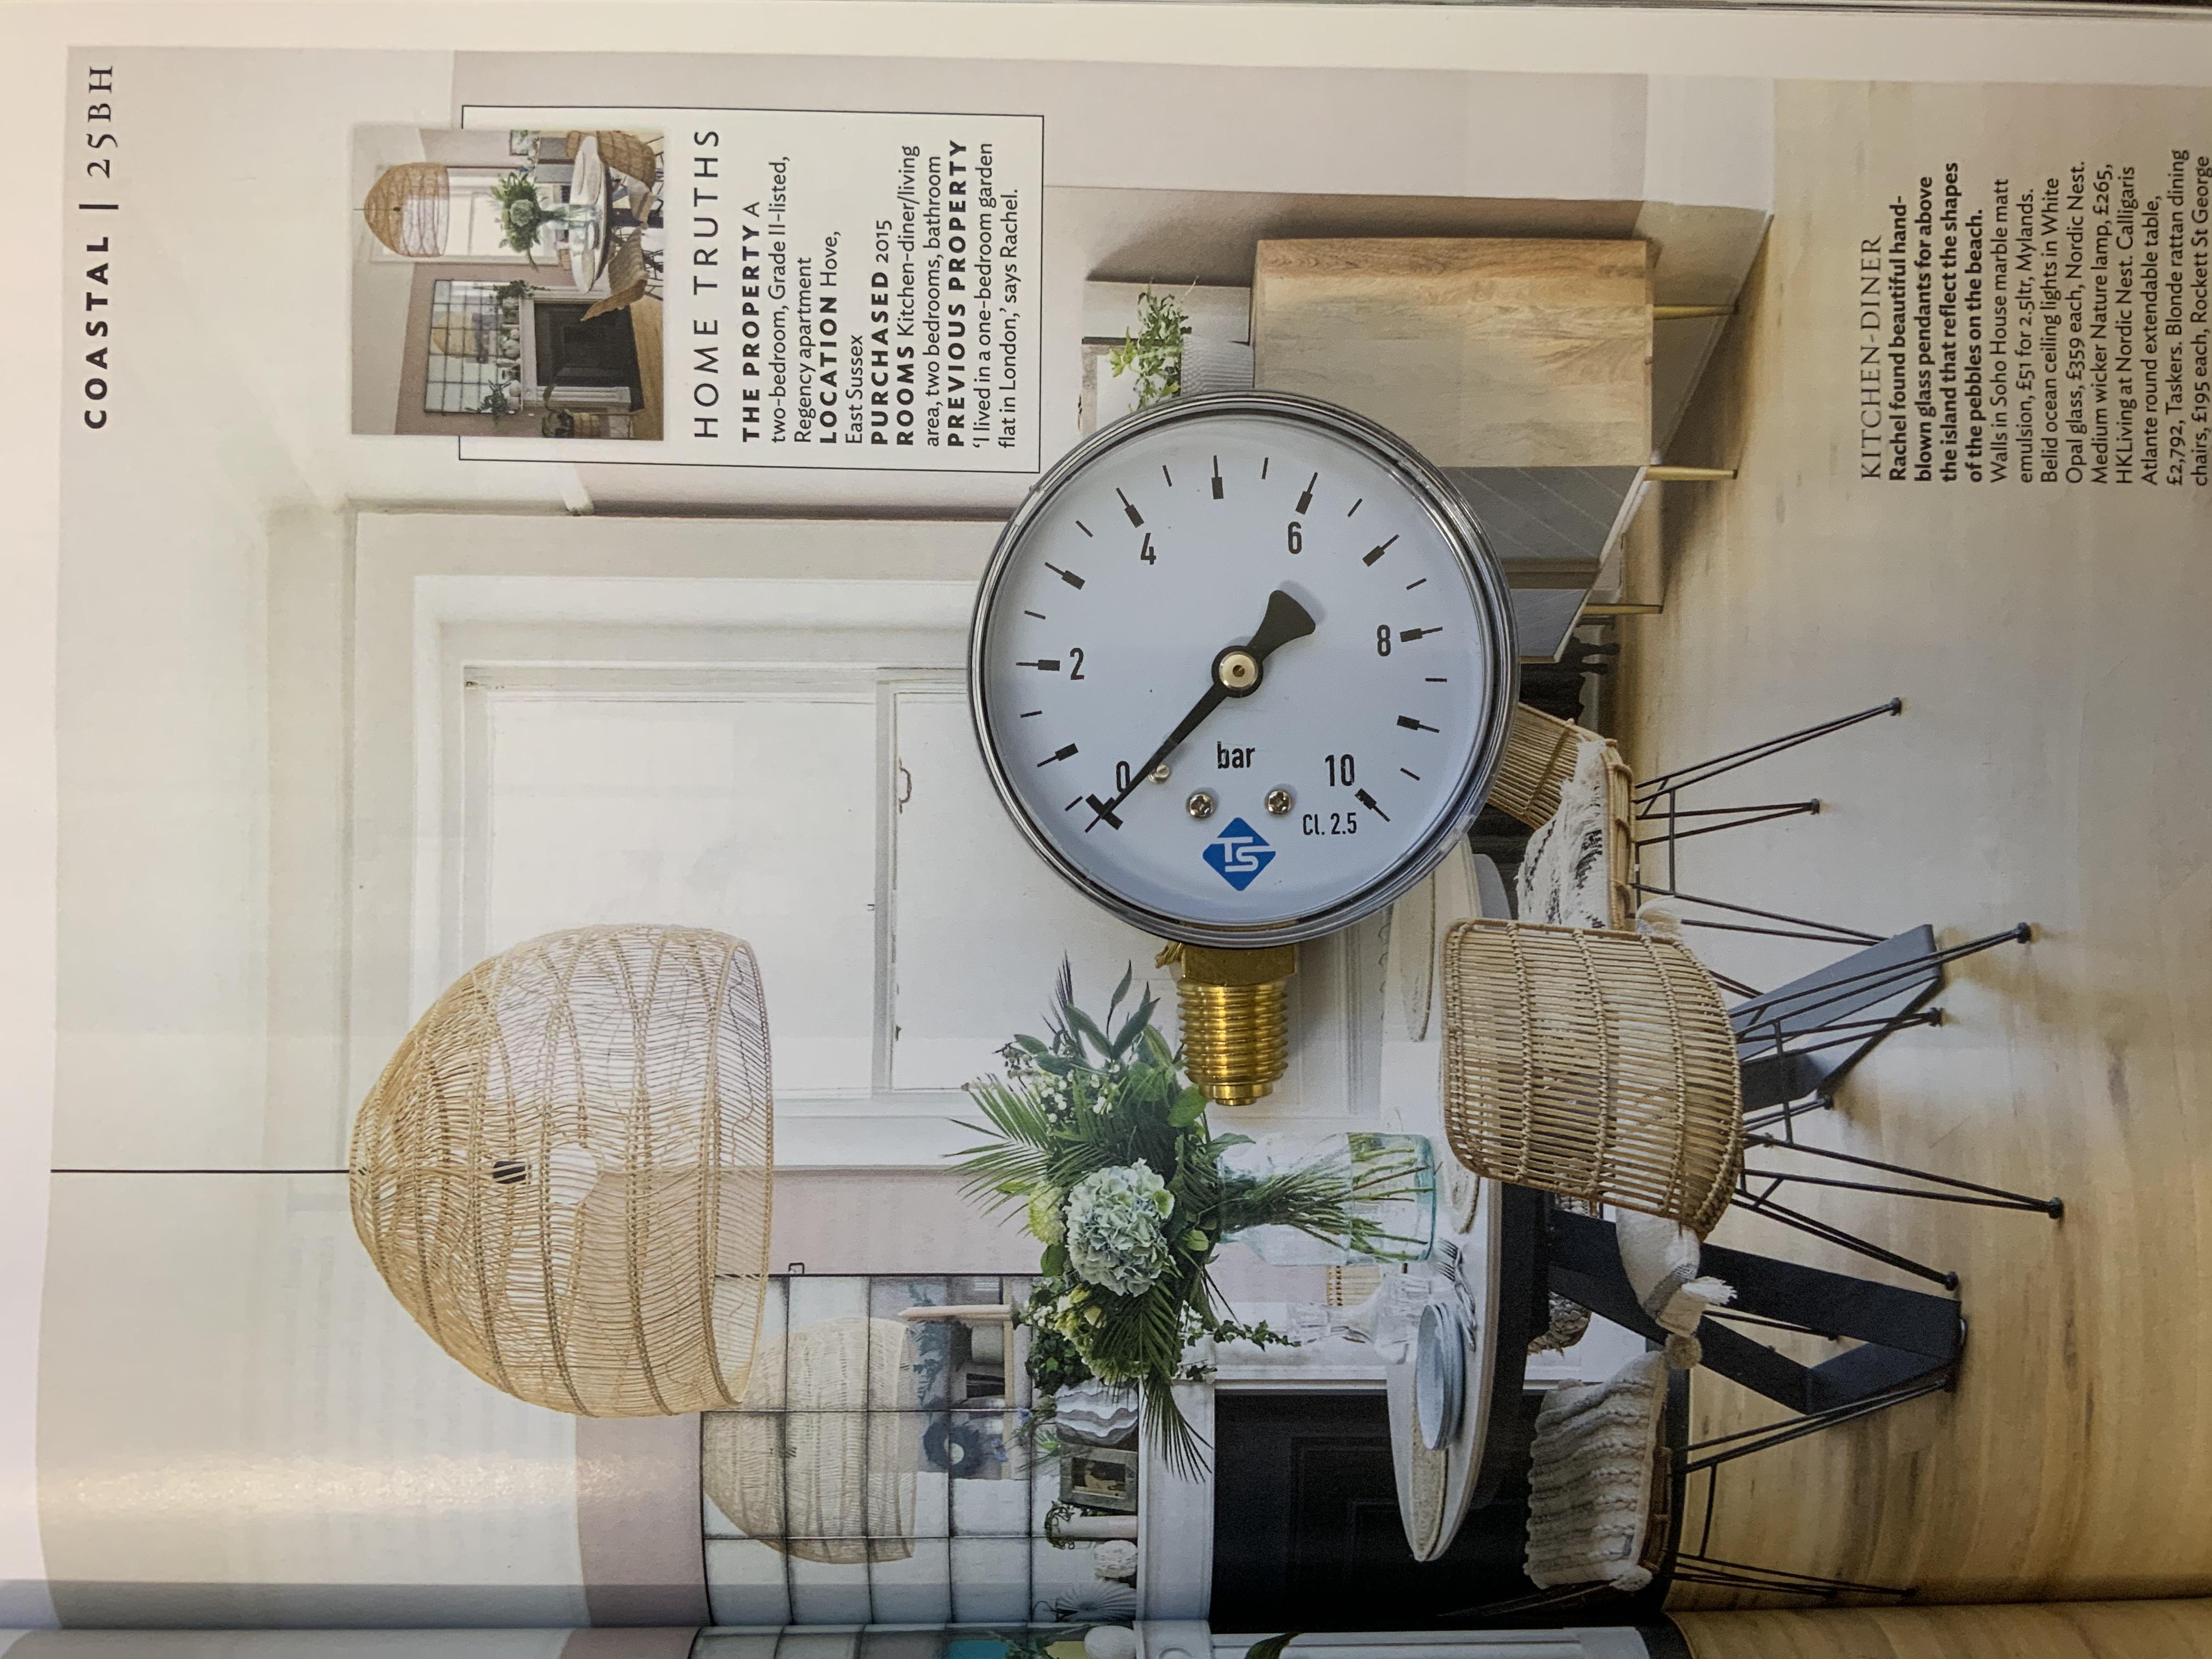 COASTAL | 25BH
HOME TRUTHS
THE PROPERTY A
two-bedroom, Grade II-listed,
Regency apartment
LOCATION Hove,
East Sussex
PURCHASED 2015
ROOMS Kitchen-diner/living
area, two bedrooms, bathroom
PREVIOUS PROPERTY
‘I lived in a one-bedroom garden
flat in London,’ says Rachel.
KITCHEN-DINER
Rachel found beautiful hand-
blown glass pendants for above
the island that reflect the shapes
of the pebbles on the beach.
Walls in Soho House marble matt
emulsion, £51 for 2.5ltr, Mylands.
Belid ocean ceiling lights in White
Opal glass, £359 each, Nordic Nest.
Medium wicker Nature lamp, £265,
HKLiving at Nordic Nest. Calligaris
Atlante round extendable table,
£2,792, Taskers. Blonde rattan dining
chairs, £195 each, Rockett St George
0
2
4
6
8
10
bar
Cl. 2.5
TS